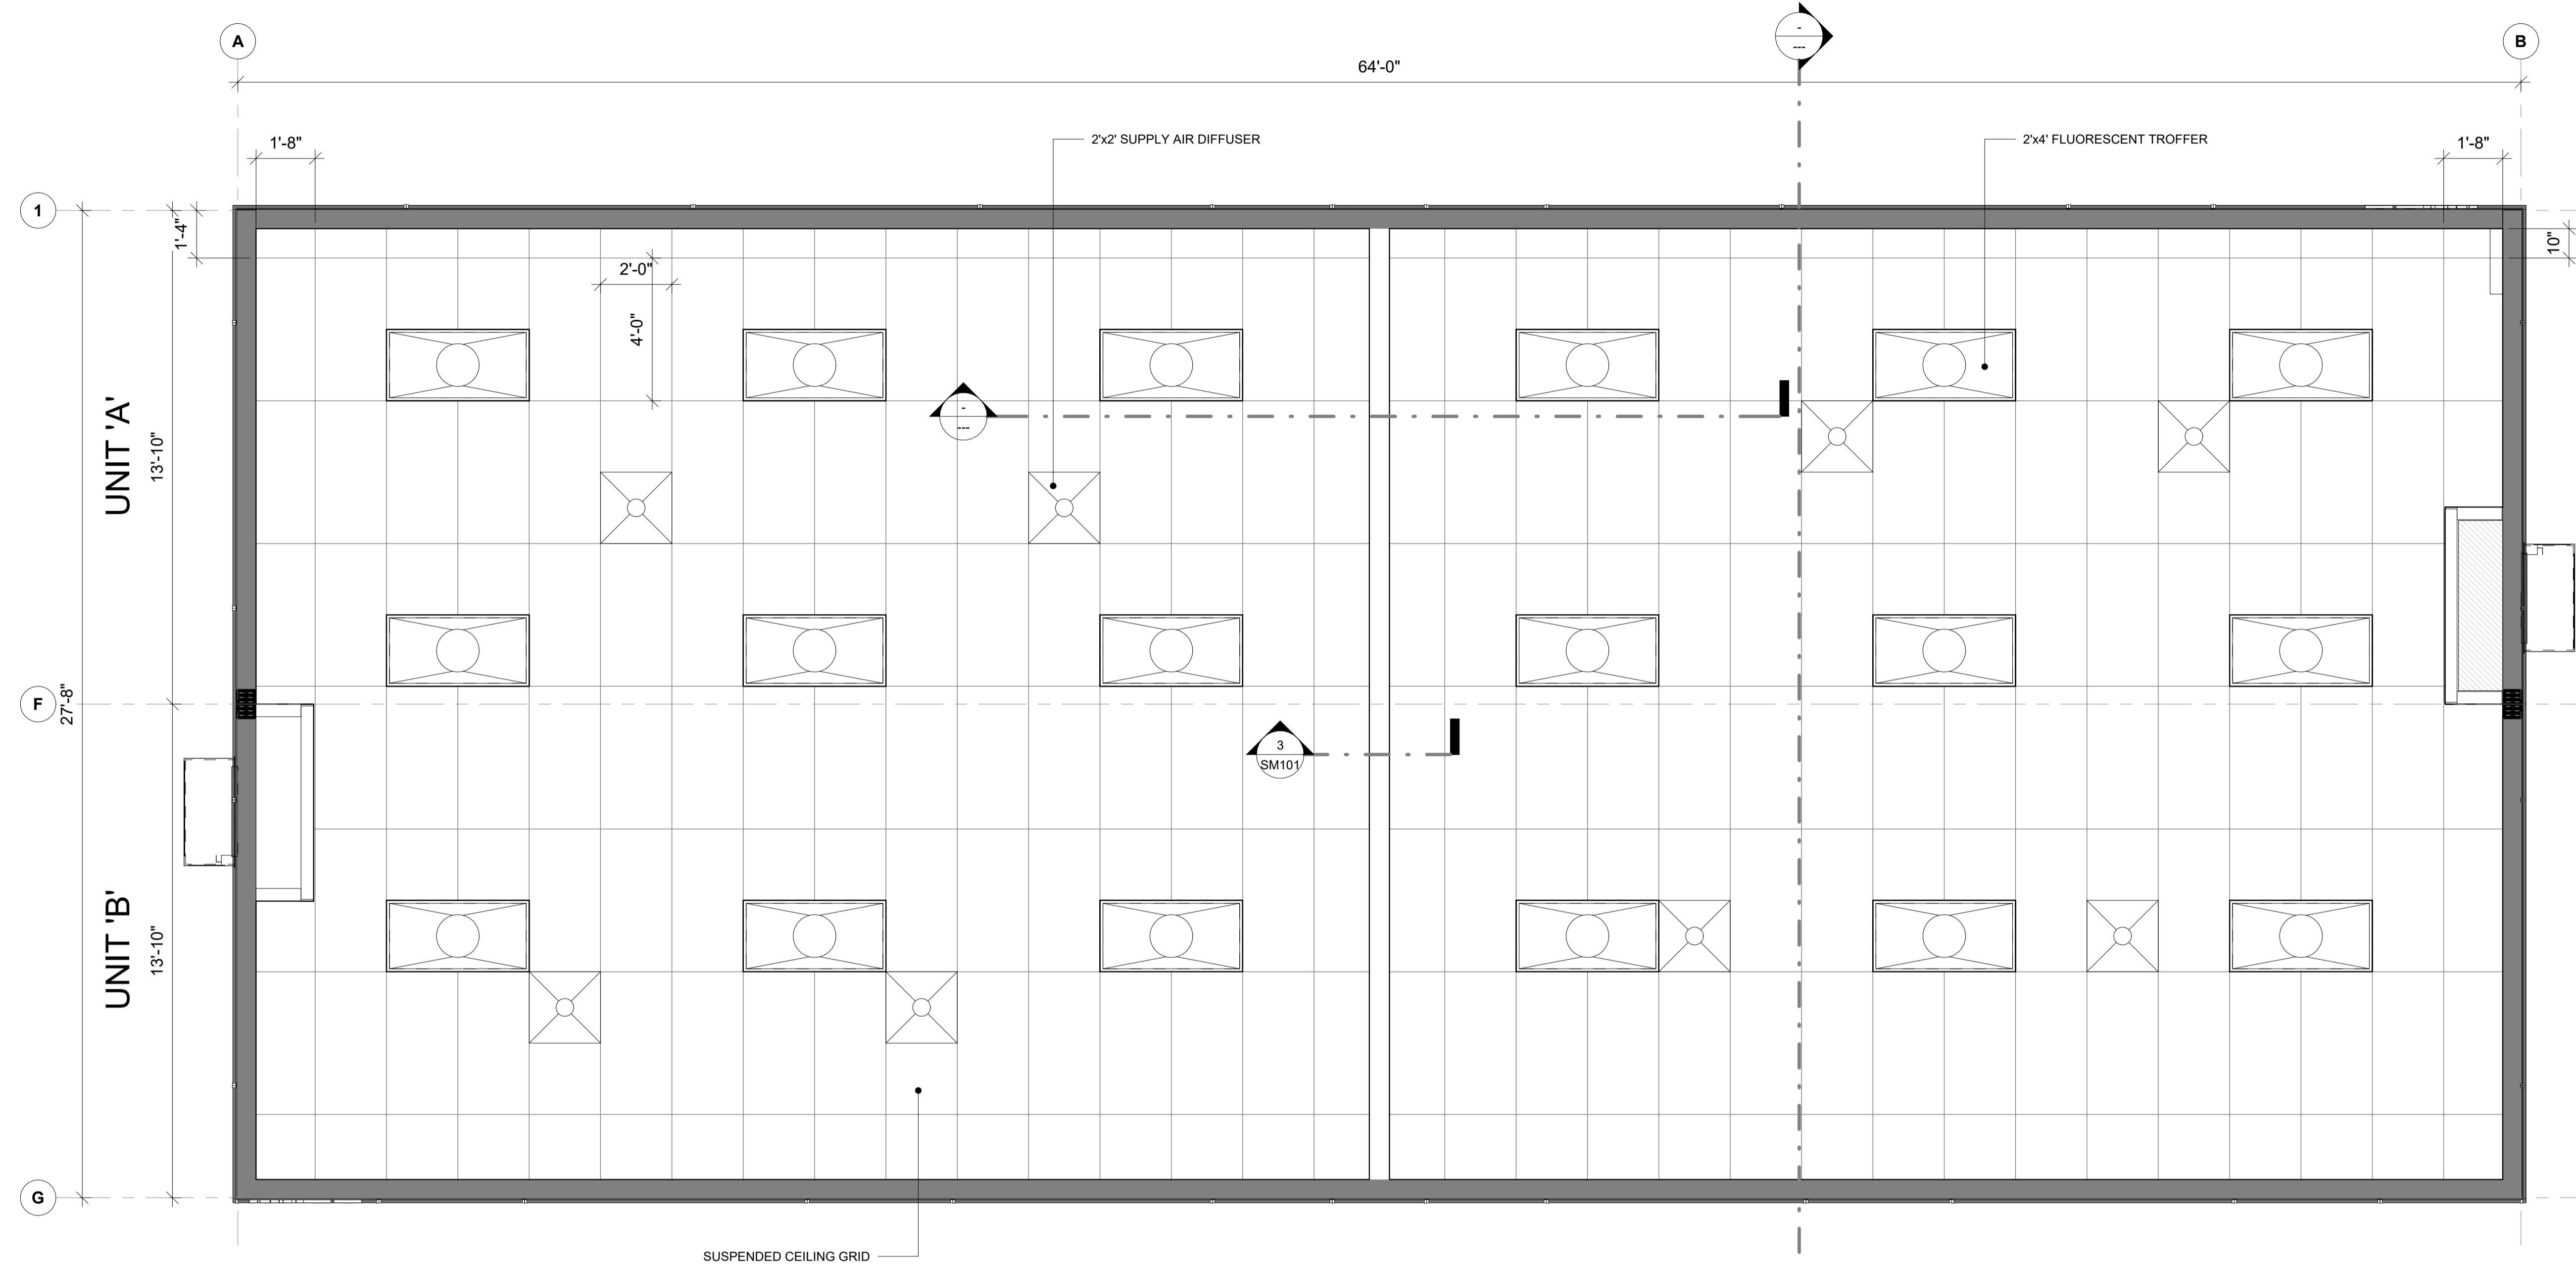 A
-
---
B
64'-0"
1'-8"
2'x2' SUPPLY AIR DIFFUSER
2'x4' FLUORESCENT TROFFER
1'-8"
1
1'-4"
10"
2'-0"
4'-0"
UNIT 'A'
13'-10"
-
---
F
27'-8"
3
SM101
UNIT 'B'
13'-10"
G
SUSPENDED CEILING GRID